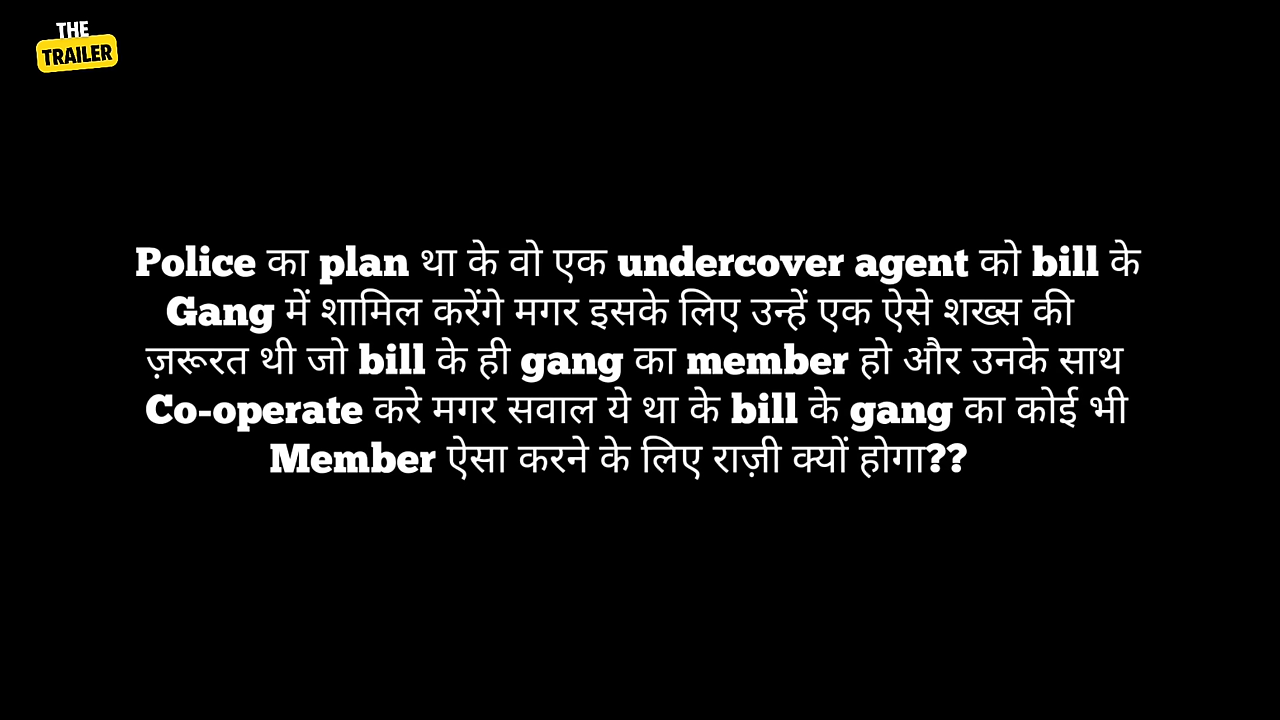 THE
TRAILER
Police का plan था के वो एक undercover agent को bill के
Gang में शामिल करेंगे मगर इसके लिए उन्हें एक ऐसे शख्स की
ज़रूरत थी जो bill के ही gang का member हो और उनके साथ
Co-operate करे मगर सवाल ये था के bill के gang का कोई भी
Member ऐसा करने के लिए राज़ी क्यों होगा??